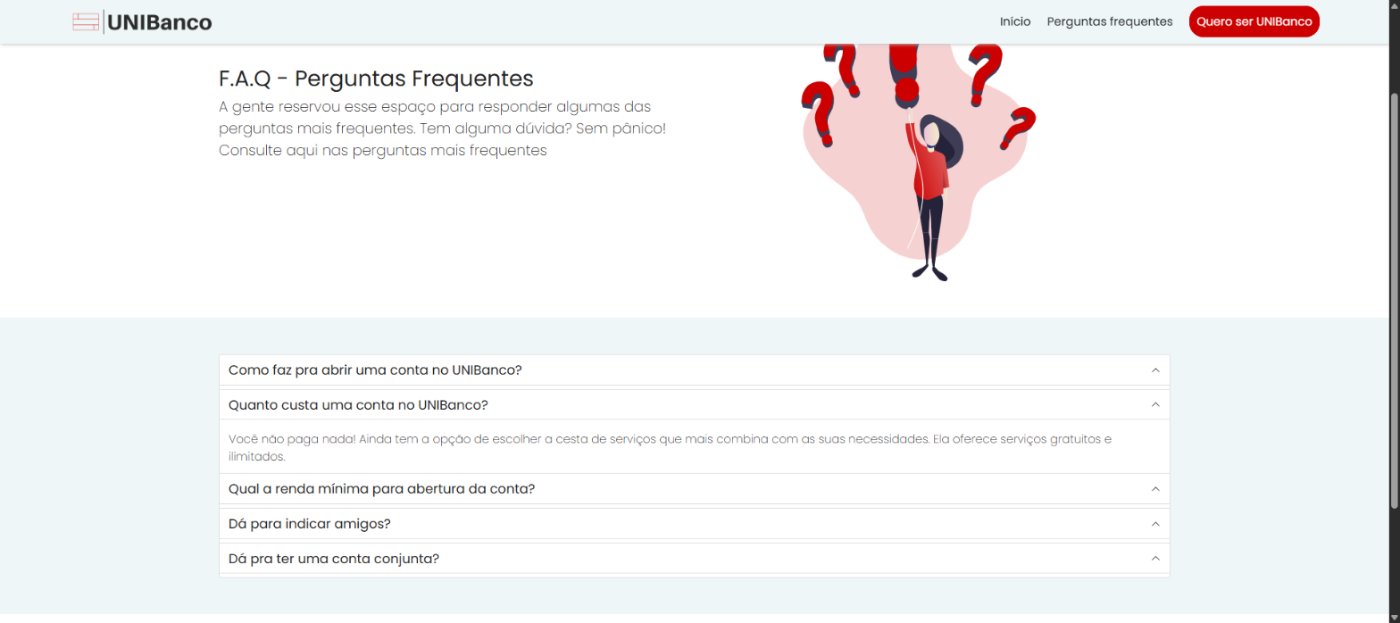 UNIBanco
Início
Perguntas frequentes
Quero ser UNIBanco
F.A.Q - Perguntas Frequentes
A gente reservou esse espaço para responder algumas das
perguntas mais frequentes. Tem alguma dúvida? Sem pânico!
Consulte aqui nas perguntas mais frequentes
Como faz pra abrir uma conta no UNIBanco?
Quanto custa uma conta no UNIBanco?
Você não paga nada! Ainda tem a opção de escolher a cesta de serviços que mais combina com as suas necessidades. Ela oferece serviços gratuitos e
ilimitados.
Qual a renda mínima para abertura da conta?
Dá para indicar amigos?
Dá pra ter uma conta conjunta?